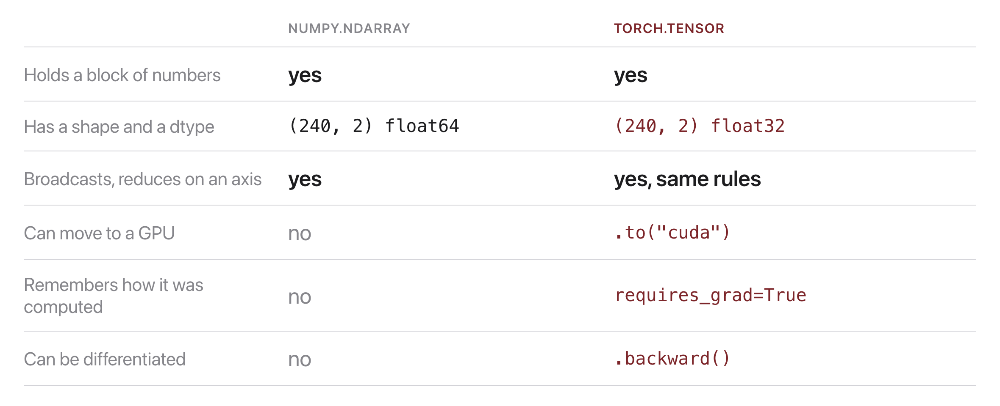 NUMPY.NDARRAY TORCH.TENSOR
Holds a block of numbers yes yes
Has a shape and a dtype (240, 2) float64 (240, 2) float32
Broadcasts, reduces on an axis yes yes, same rules
Can move to a GPU no .to("cuda")
Remembers how it was
computed no requires_grad=True
Can be differentiated no .backward()